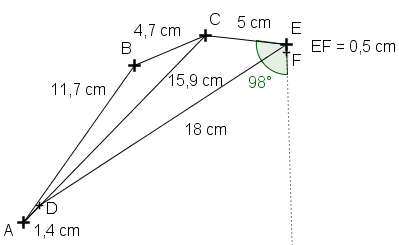 C
4,7 cm
5 cm
E
B
EF = 0,5 cm
F
11,7 cm
15,9 cm
98°
18 cm
D
A
1,4 cm